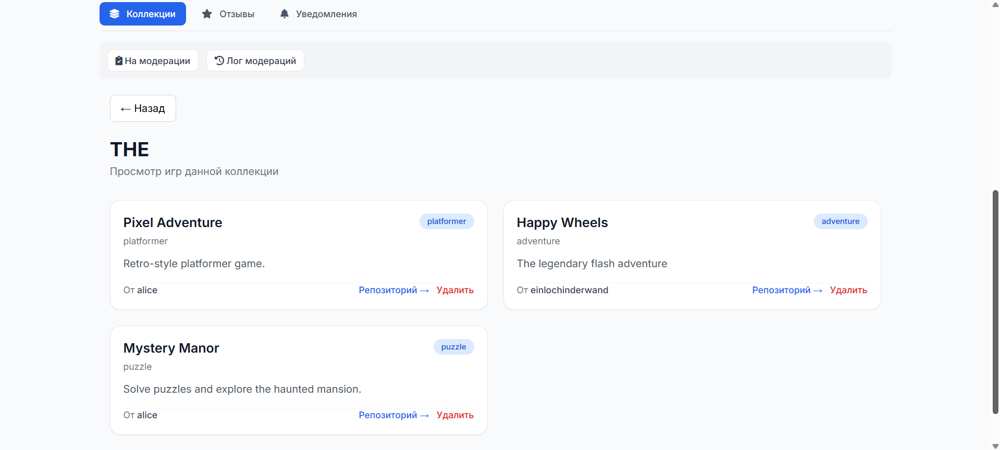 Коллекции Отзывы Уведомления
На модерации Лог модераций
← Назад
THE
Просмотр игр данной коллекции
Pixel Adventure platformer
platformer
Retro-style platformer game.
От alice Репозиторий → Удалить
Happy Wheels adventure
adventure
The legendary flash adventure
От einlochinderwand Репозиторий → Удалить
Mystery Manor puzzle
puzzle
Solve puzzles and explore the haunted mansion.
От alice Репозиторий → Удалить